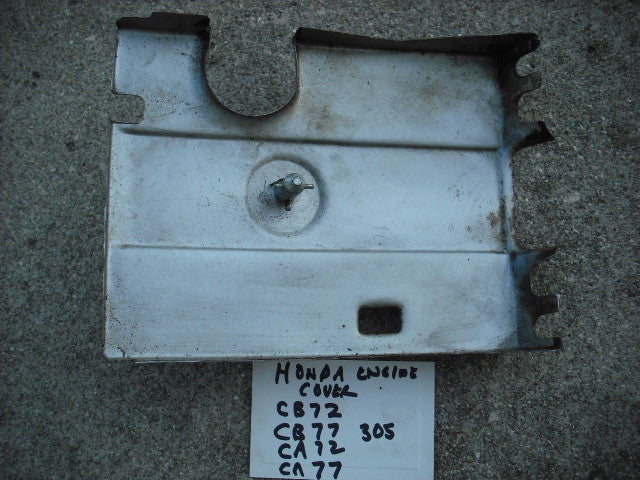 HONDA ENGINE
COVER
CB72
CB77 305
CA72
CA77